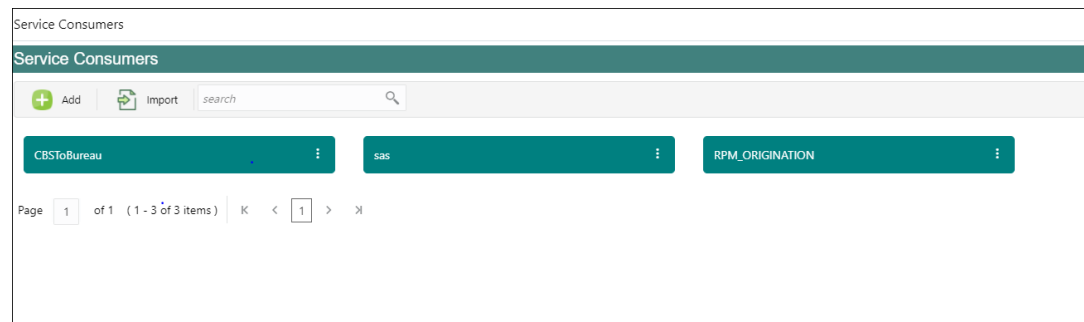 Service Consumers
Service Consumers
Add Import search
CBSToBureau sas RPM_ORIGINATION
Page 1 of 1 ( 1 - 3 of 3 items ) 1